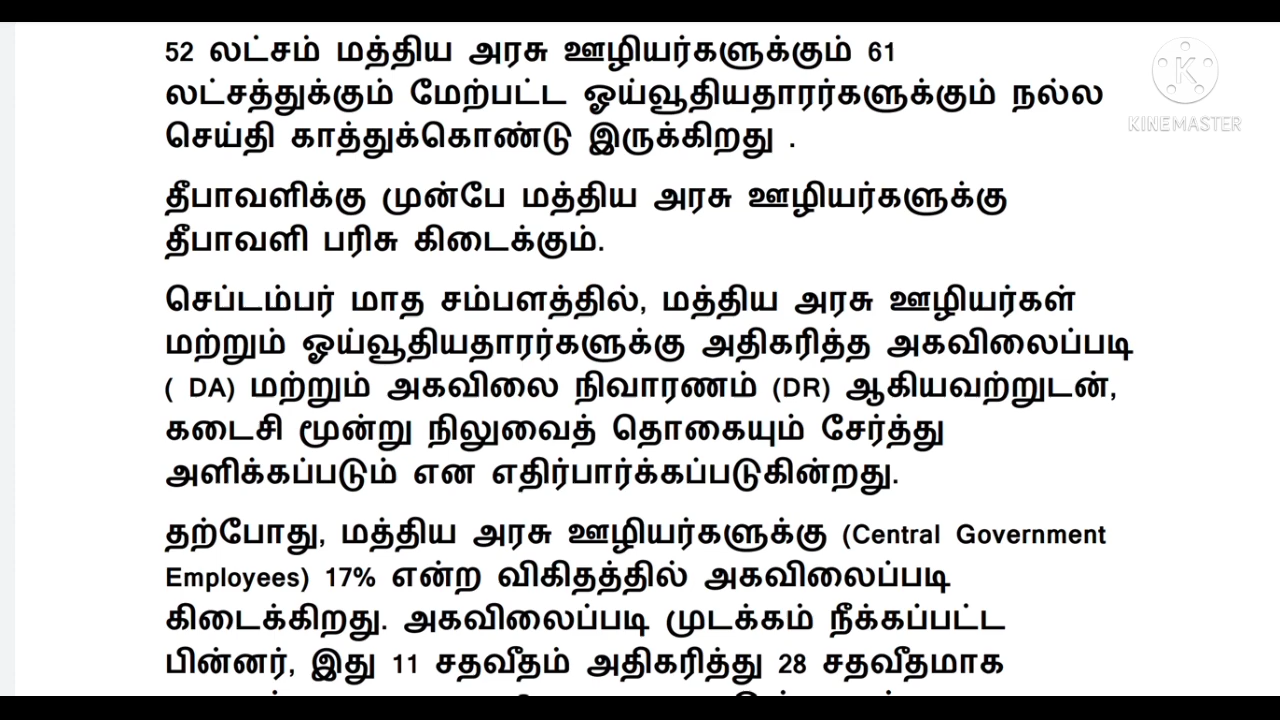 52 லட்சம் மத்திய அரசு ஊழியர்களுக்கும் 61
லட்சத்துக்கும் மேற்பட்ட ஓய்வூதியதாரர்களுக்கும் நல்ல
செய்தி காத்துக்கொண்டு இருக்கிறது .
KINEMASTER
தீபாவளிக்கு முன்பே மத்திய அரசு ஊழியர்களுக்கு
தீபாவளி பரிசு கிடைக்கும்.
செப்டம்பர் மாத சம்பளத்தில், மத்திய அரசு ஊழியர்கள்
மற்றும் ஓய்வூதியதாரர்களுக்கு அதிகரித்த அகவிலைப்படி
( DA) மற்றும் அகவிலை நிவாரணம் (DR) ஆகியவற்றுடன்,
கடைசி மூன்று நிலுவைத் தொகையும் சேர்த்து
அளிக்கப்படும் என எதிர்பார்க்கப்படுகின்றது.
தற்போது, மத்திய அரசு ஊழியர்களுக்கு (Central Government
Employees) 17% என்ற விகிதத்தில் அகவிலைப்படி
கிடைக்கிறது. அகவிலைப்படி முடக்கம் நீக்கப்பட்ட
பின்னர், இது 11 சதவீதம் அதிகரித்து 28 சதவீதமாக